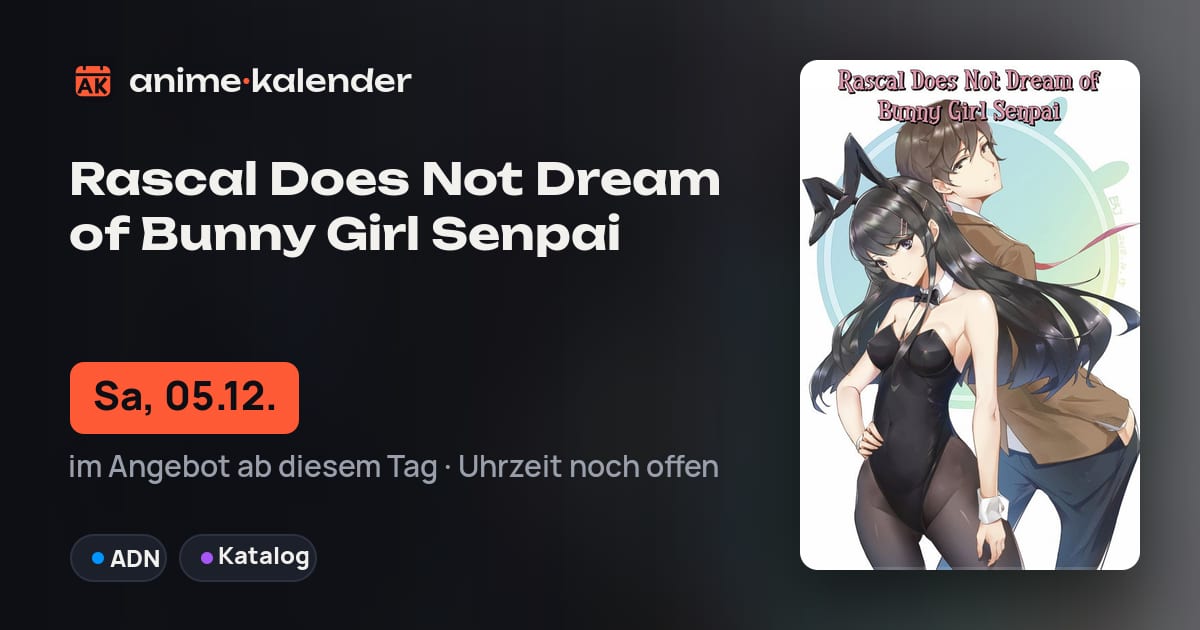 AK
anime·kalender
Rascal Does Not Dream
of Bunny Girl Senpai
Sa, 05.12.
im Angebot ab diesem Tag · Uhrzeit noch offen
ADN
Katalog
Rascal Does Not Dream of
Bunny Girl Senpai